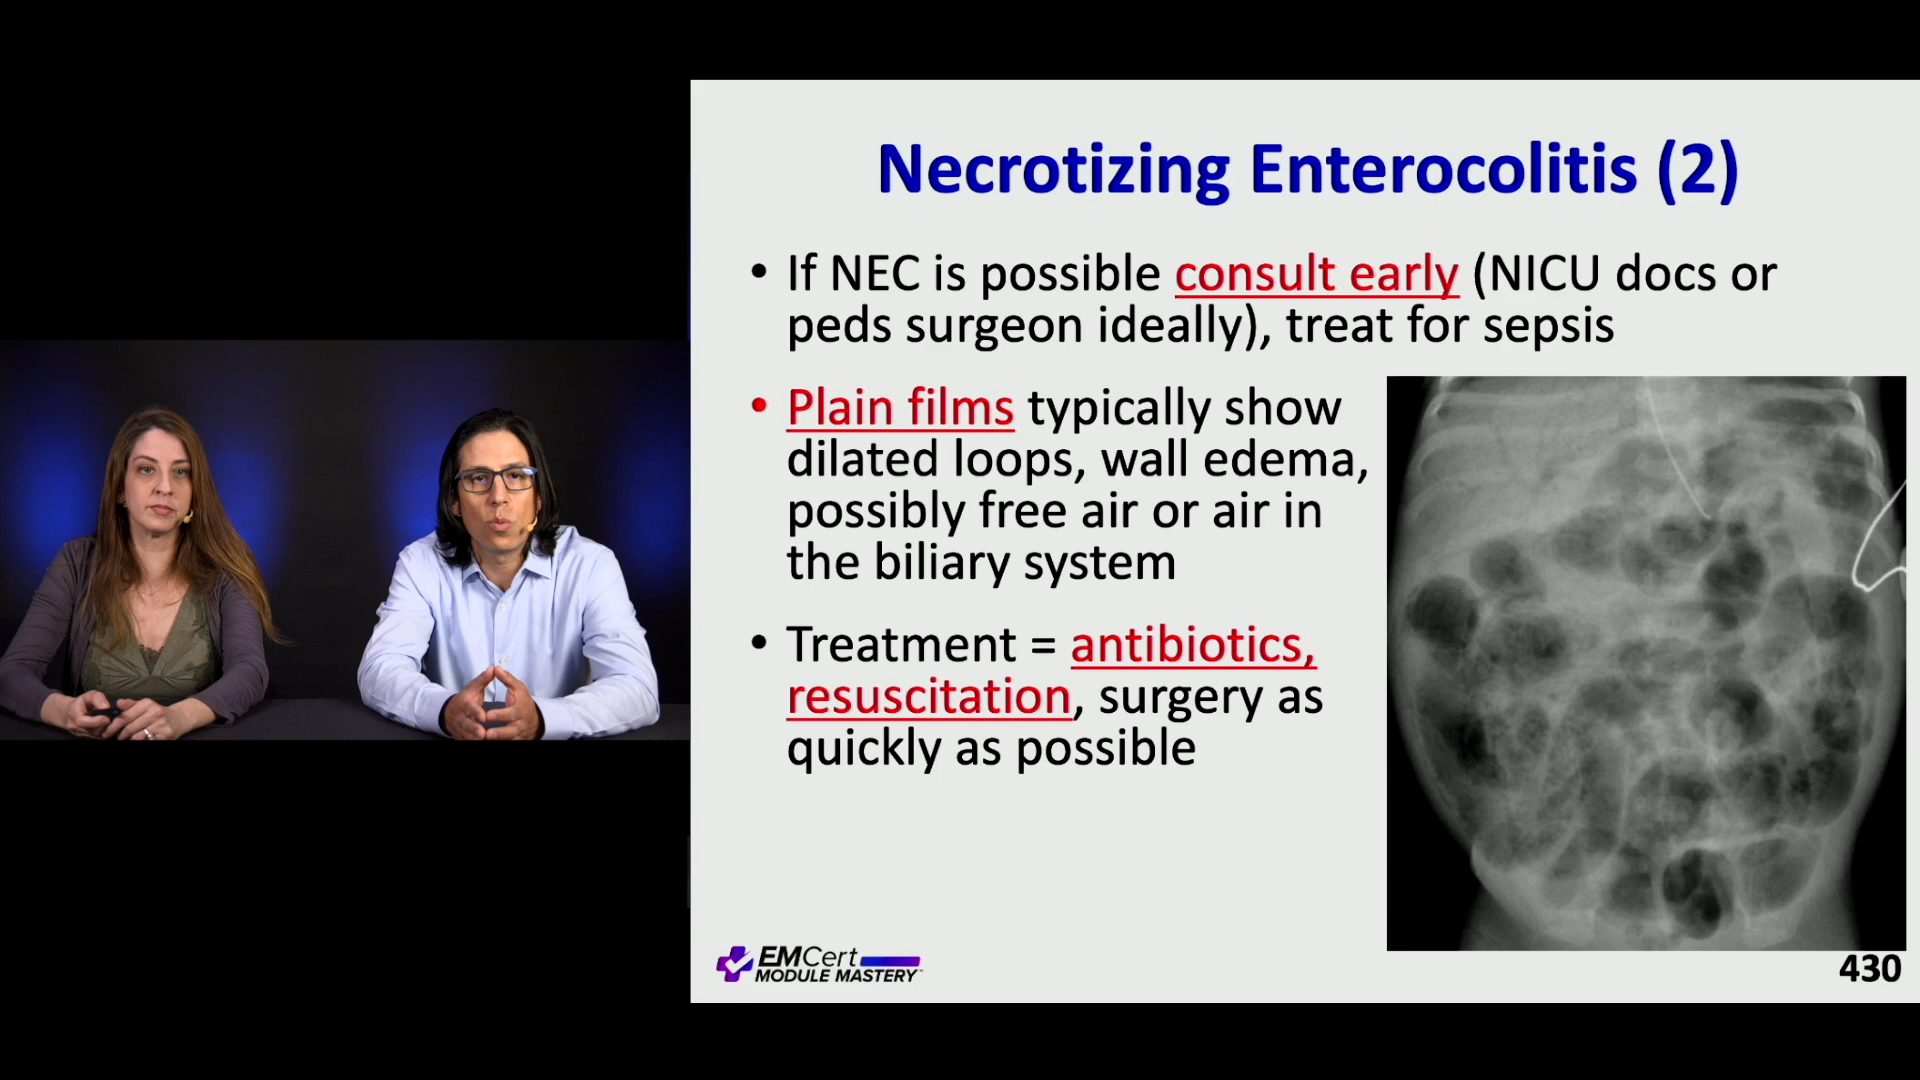 Necrotizing Enterocolitis (2)
• If NEC is possible consult early (NICU docs or
peds surgeon ideally), treat for sepsis
• Plain films typically show
dilated loops, wall edema,
possibly free air or air in
the biliary system
• Treatment = antibiotics,
resuscitation, surgery as
quickly as possible
EMCert
MODULE MASTERY™
430